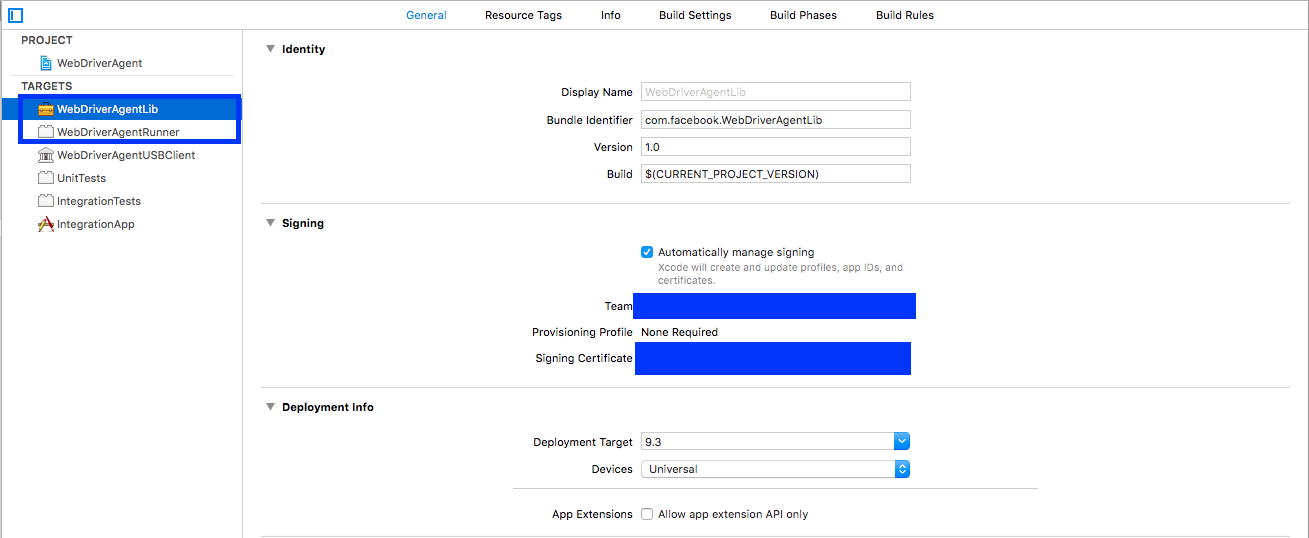 General Resource Tags Info Build Settings Build Phases Build Rules
PROJECT
WebDriverAgent
TARGETS
WebDriverAgentLib
WebDriverAgentRunner
WebDriverAgentUSBClient
UnitTests
IntegrationTests
IntegrationApp
Identity
Display Name WebDriverAgentLib
Bundle Identifier com.facebook.WebDriverAgentLib
Version 1.0
Build $(CURRENT_PROJECT_VERSION)
Signing
Automatically manage signing
Xcode will create and update profiles, app IDs, and
certificates.
Team
Provisioning Profile None Required
Signing Certificate
Deployment Info
Deployment Target 9.3
Devices Universal
App Extensions Allow app extension API only